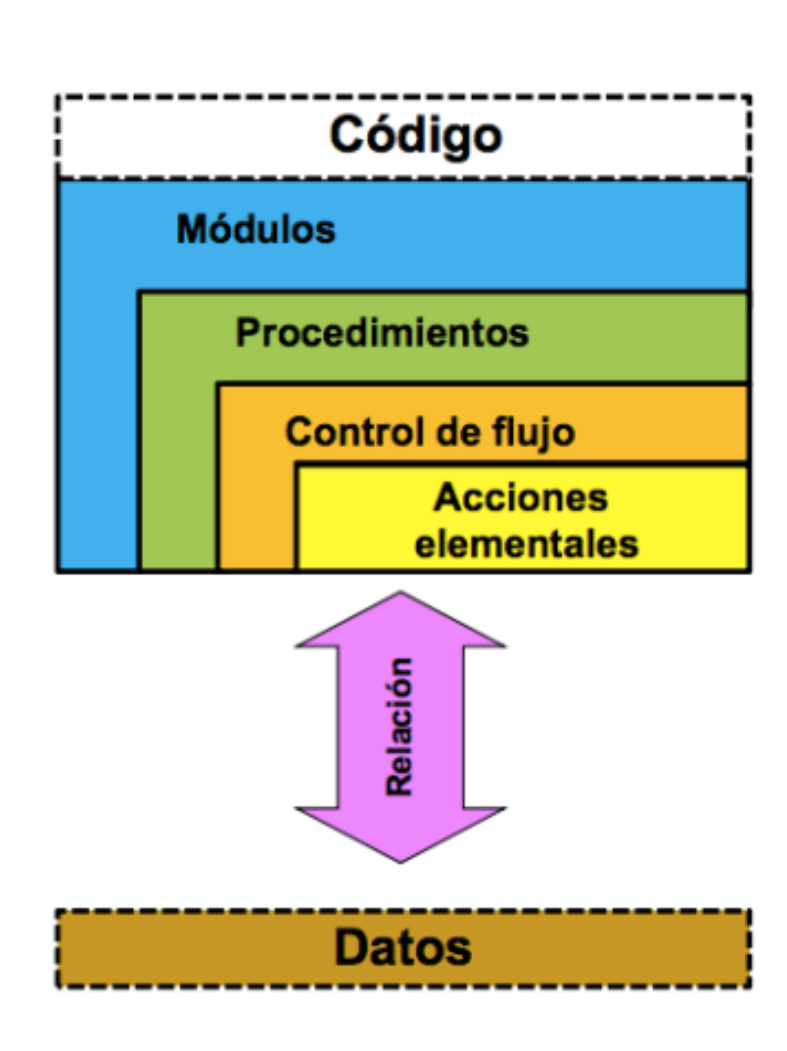 Código
Módulos
Procedimientos
Control de flujo
Acciones
elementales
Relación
Datos